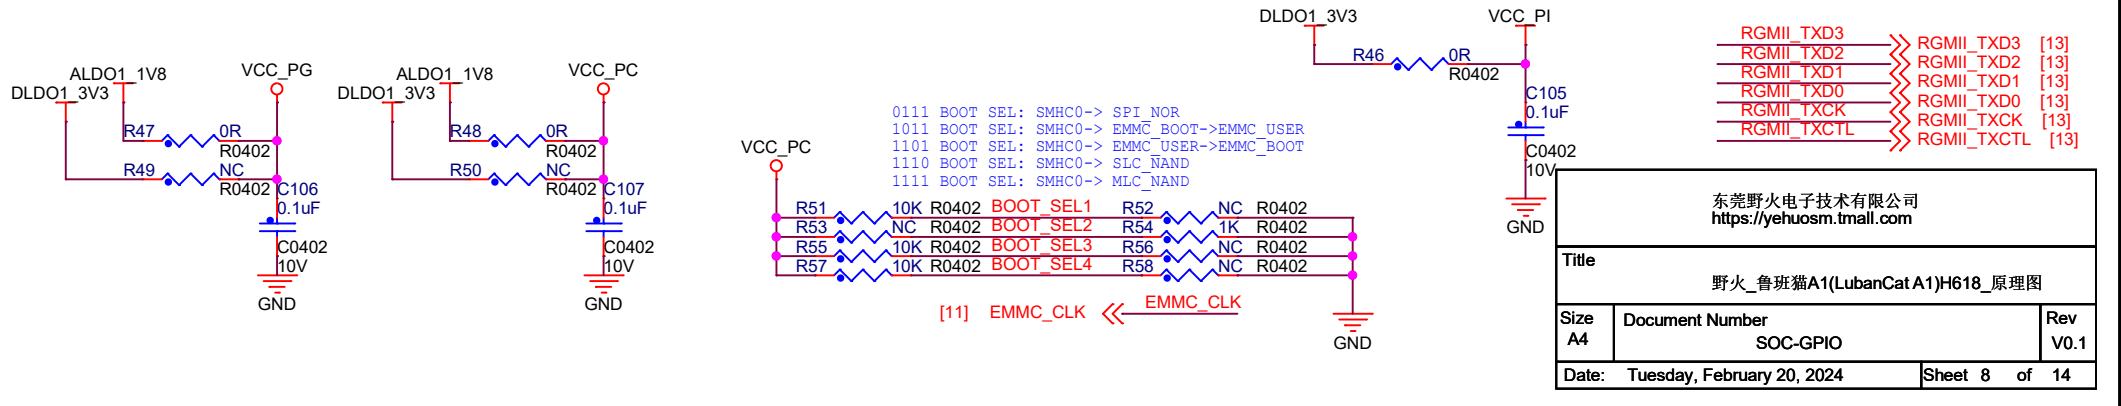 ALDO1_1V8
DLDO1_3V3
VCC_PG
R47 0R
R0402
R49 NC
R0402
C106
0.1uF
C0402
10V
GND
ALDO1_1V8
DLDO1_3V3
VCC_PC
R48 0R
R0402
R50 NC
R0402
C107
0.1uF
C0402
10V
GND
0111 BOOT SEL: SMHC0-> SPI_NOR
1011 BOOT SEL: SMHC0-> EMMC_BOOT->EMMC_USER
1101 BOOT SEL: SMHC0-> EMMC_USER->EMMC_BOOT
1110 BOOT SEL: SMHC0-> SLC_NAND
1111 BOOT SEL: SMHC0-> MLC_NAND
VCC_PC
R51 10K R0402 BOOT_SEL1 R52 NC R0402
R53 NC R0402 BOOT_SEL2 R54 1K R0402
R55 10K R0402 BOOT_SEL3 R56 NC R0402
R57 10K R0402 BOOT_SEL4 R58 NC R0402
[11] EMMC_CLK EMMC_CLK
GND
DLDO1_3V3 VCC_PI
R46 0R
R0402
C105
0.1uF
C0402
10V
GND
RGMII_TXD3 RGMII_TXD3 [13]
RGMII_TXD2 RGMII_TXD2 [13]
RGMII_TXD1 RGMII_TXD1 [13]
RGMII_TXD0 RGMII_TXD0 [13]
RGMII_TXCK RGMII_TXCK [13]
RGMII_TXCTL RGMII_TXCTL [13]
东莞野火电子技术有限公司
https://yehuosm.tmall.com
Title
野火_鲁班猫A1(LubanCat A1)H618_原理图
Size Document Number Rev
A4 SOC-GPIO V0.1
Date: Tuesday, February 20, 2024 Sheet 8 of 14